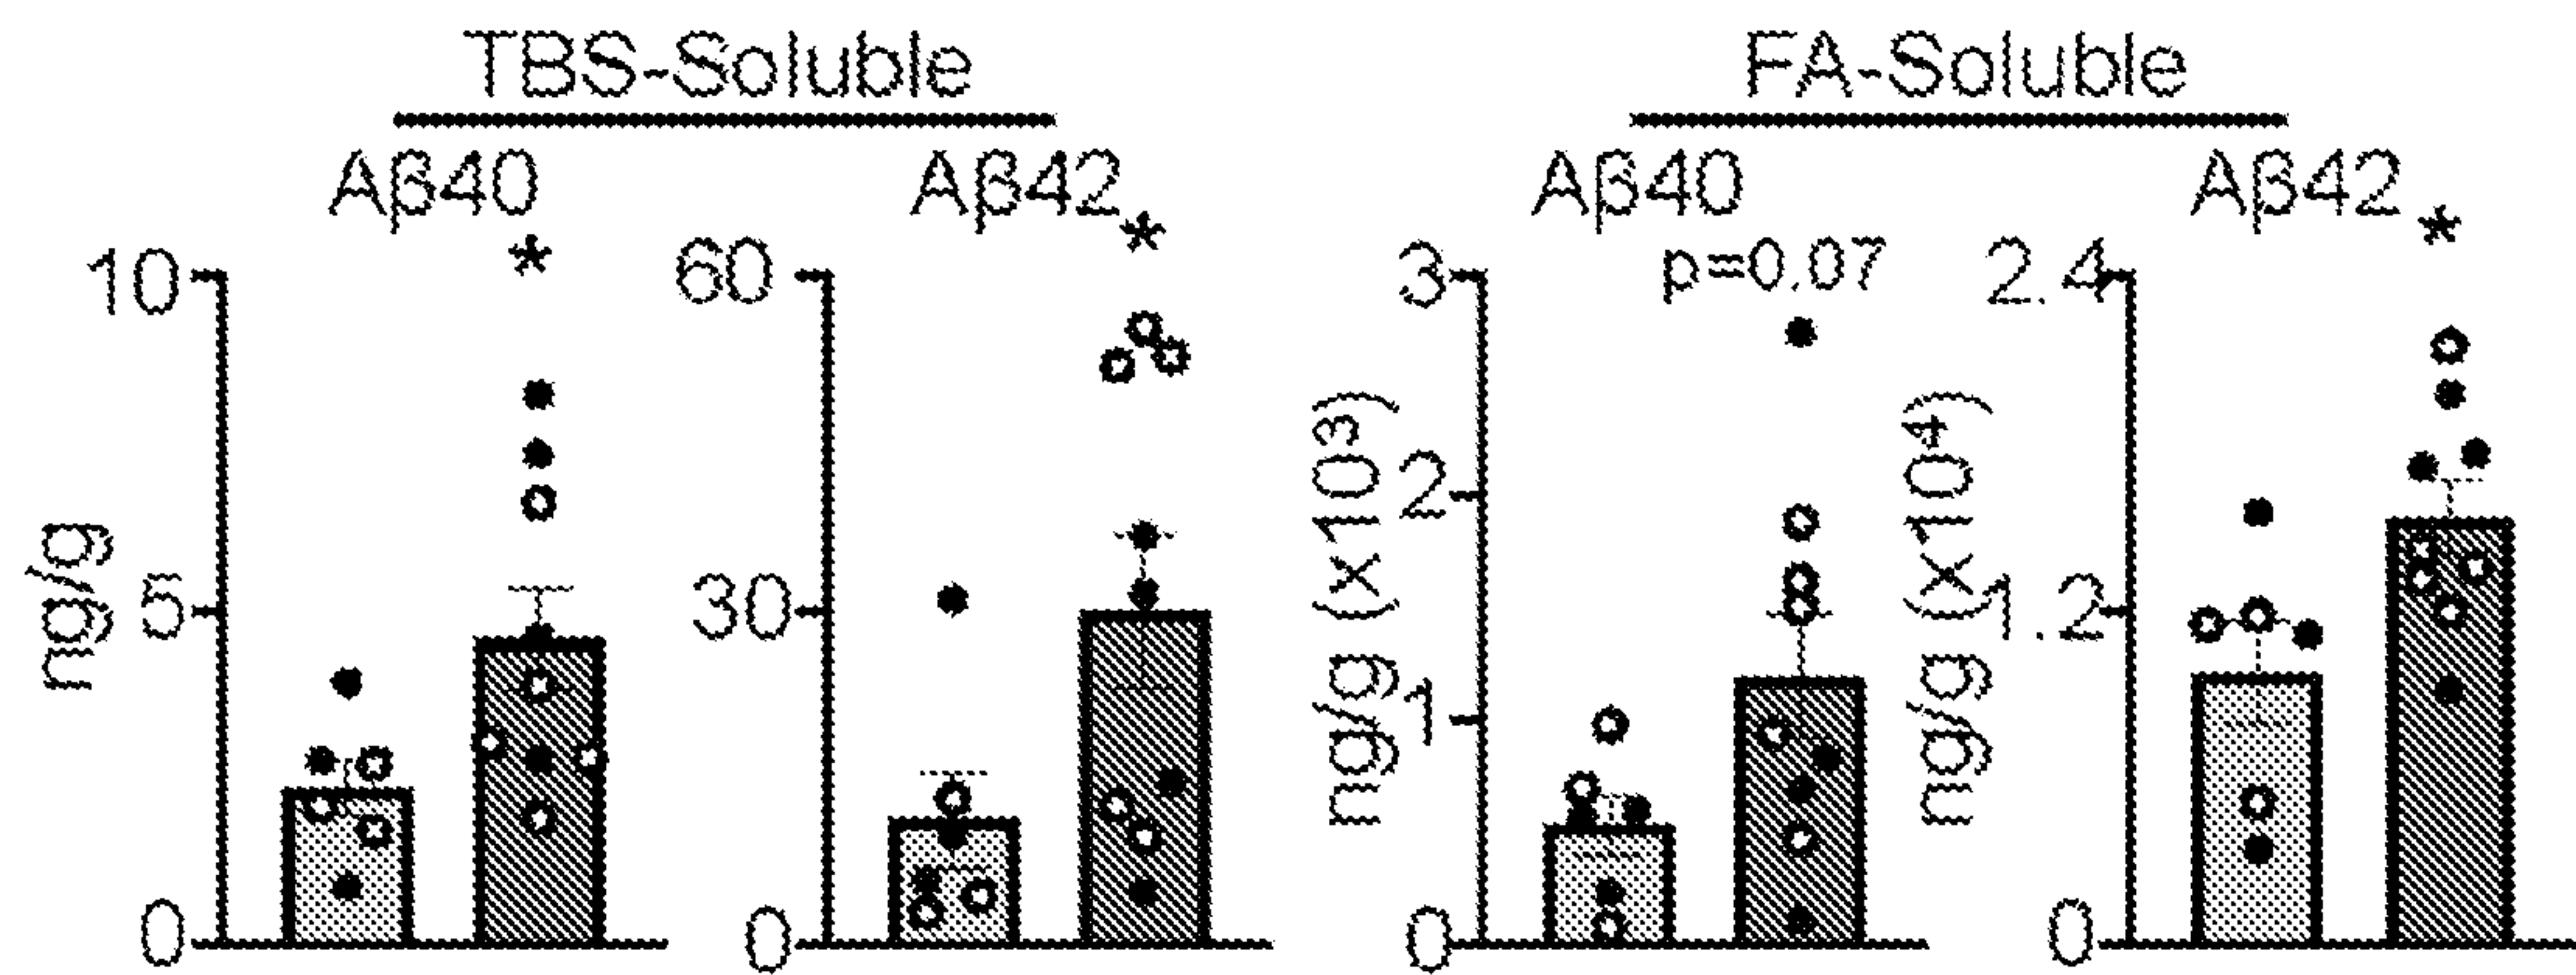 TBS-Soluble
FA-Soluble
Aβ40
Aβ42
Aβ40
Aβ42
*
*
p=0.07
*
10
5
0
ng/g
60
30
0
3
2
1
0
ng/g (x10³)
2.4
1.2
0
ng/g (x10⁴)